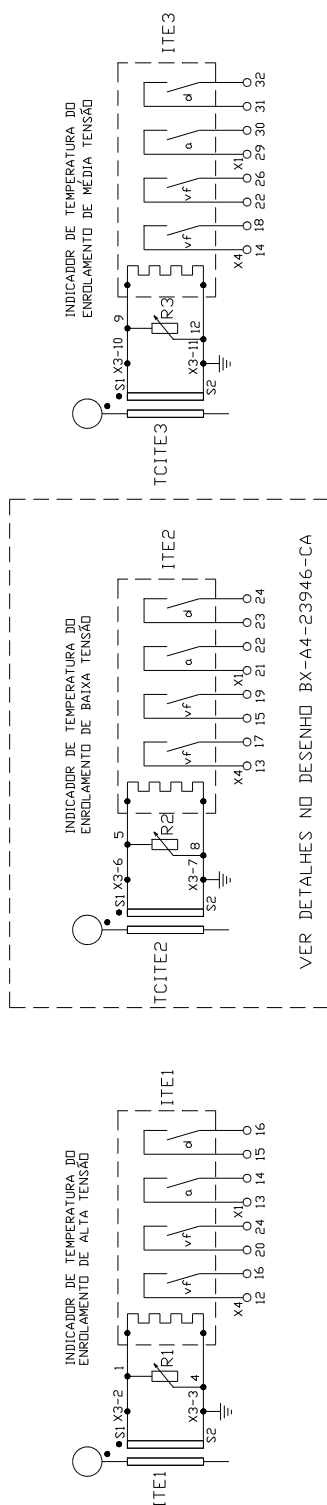 INDICADOR DE TEMPERATURA DO
ENROLAMENTO DE ALTA TENSÃO
ITE1
ITE1
S1
X3-2
1
R1
S2
X3-3
4
vf
vf
a
d
X4
12
16
20
24
X1
13
14
15
16
INDICADOR DE TEMPERATURA DO
ENROLAMENTO DE BAIXA TENSÃO
ITE2
TCITE2
S1
X3-6
5
R2
S2
X3-7
8
vf
vf
a
d
X4
13
17
15
19
X1
21
22
23
24
VER DETALHES NO DESENHO BX-A4-23946-CA
INDICADOR DE TEMPERATURA DO
ENROLAMENTO DE MÉDIA TENSÃO
ITE3
TCITE3
S1
X3-10
9
R3
S2
X3-11
12
vf
vf
a
d
X4
14
18
22
26
X1
29
30
31
32